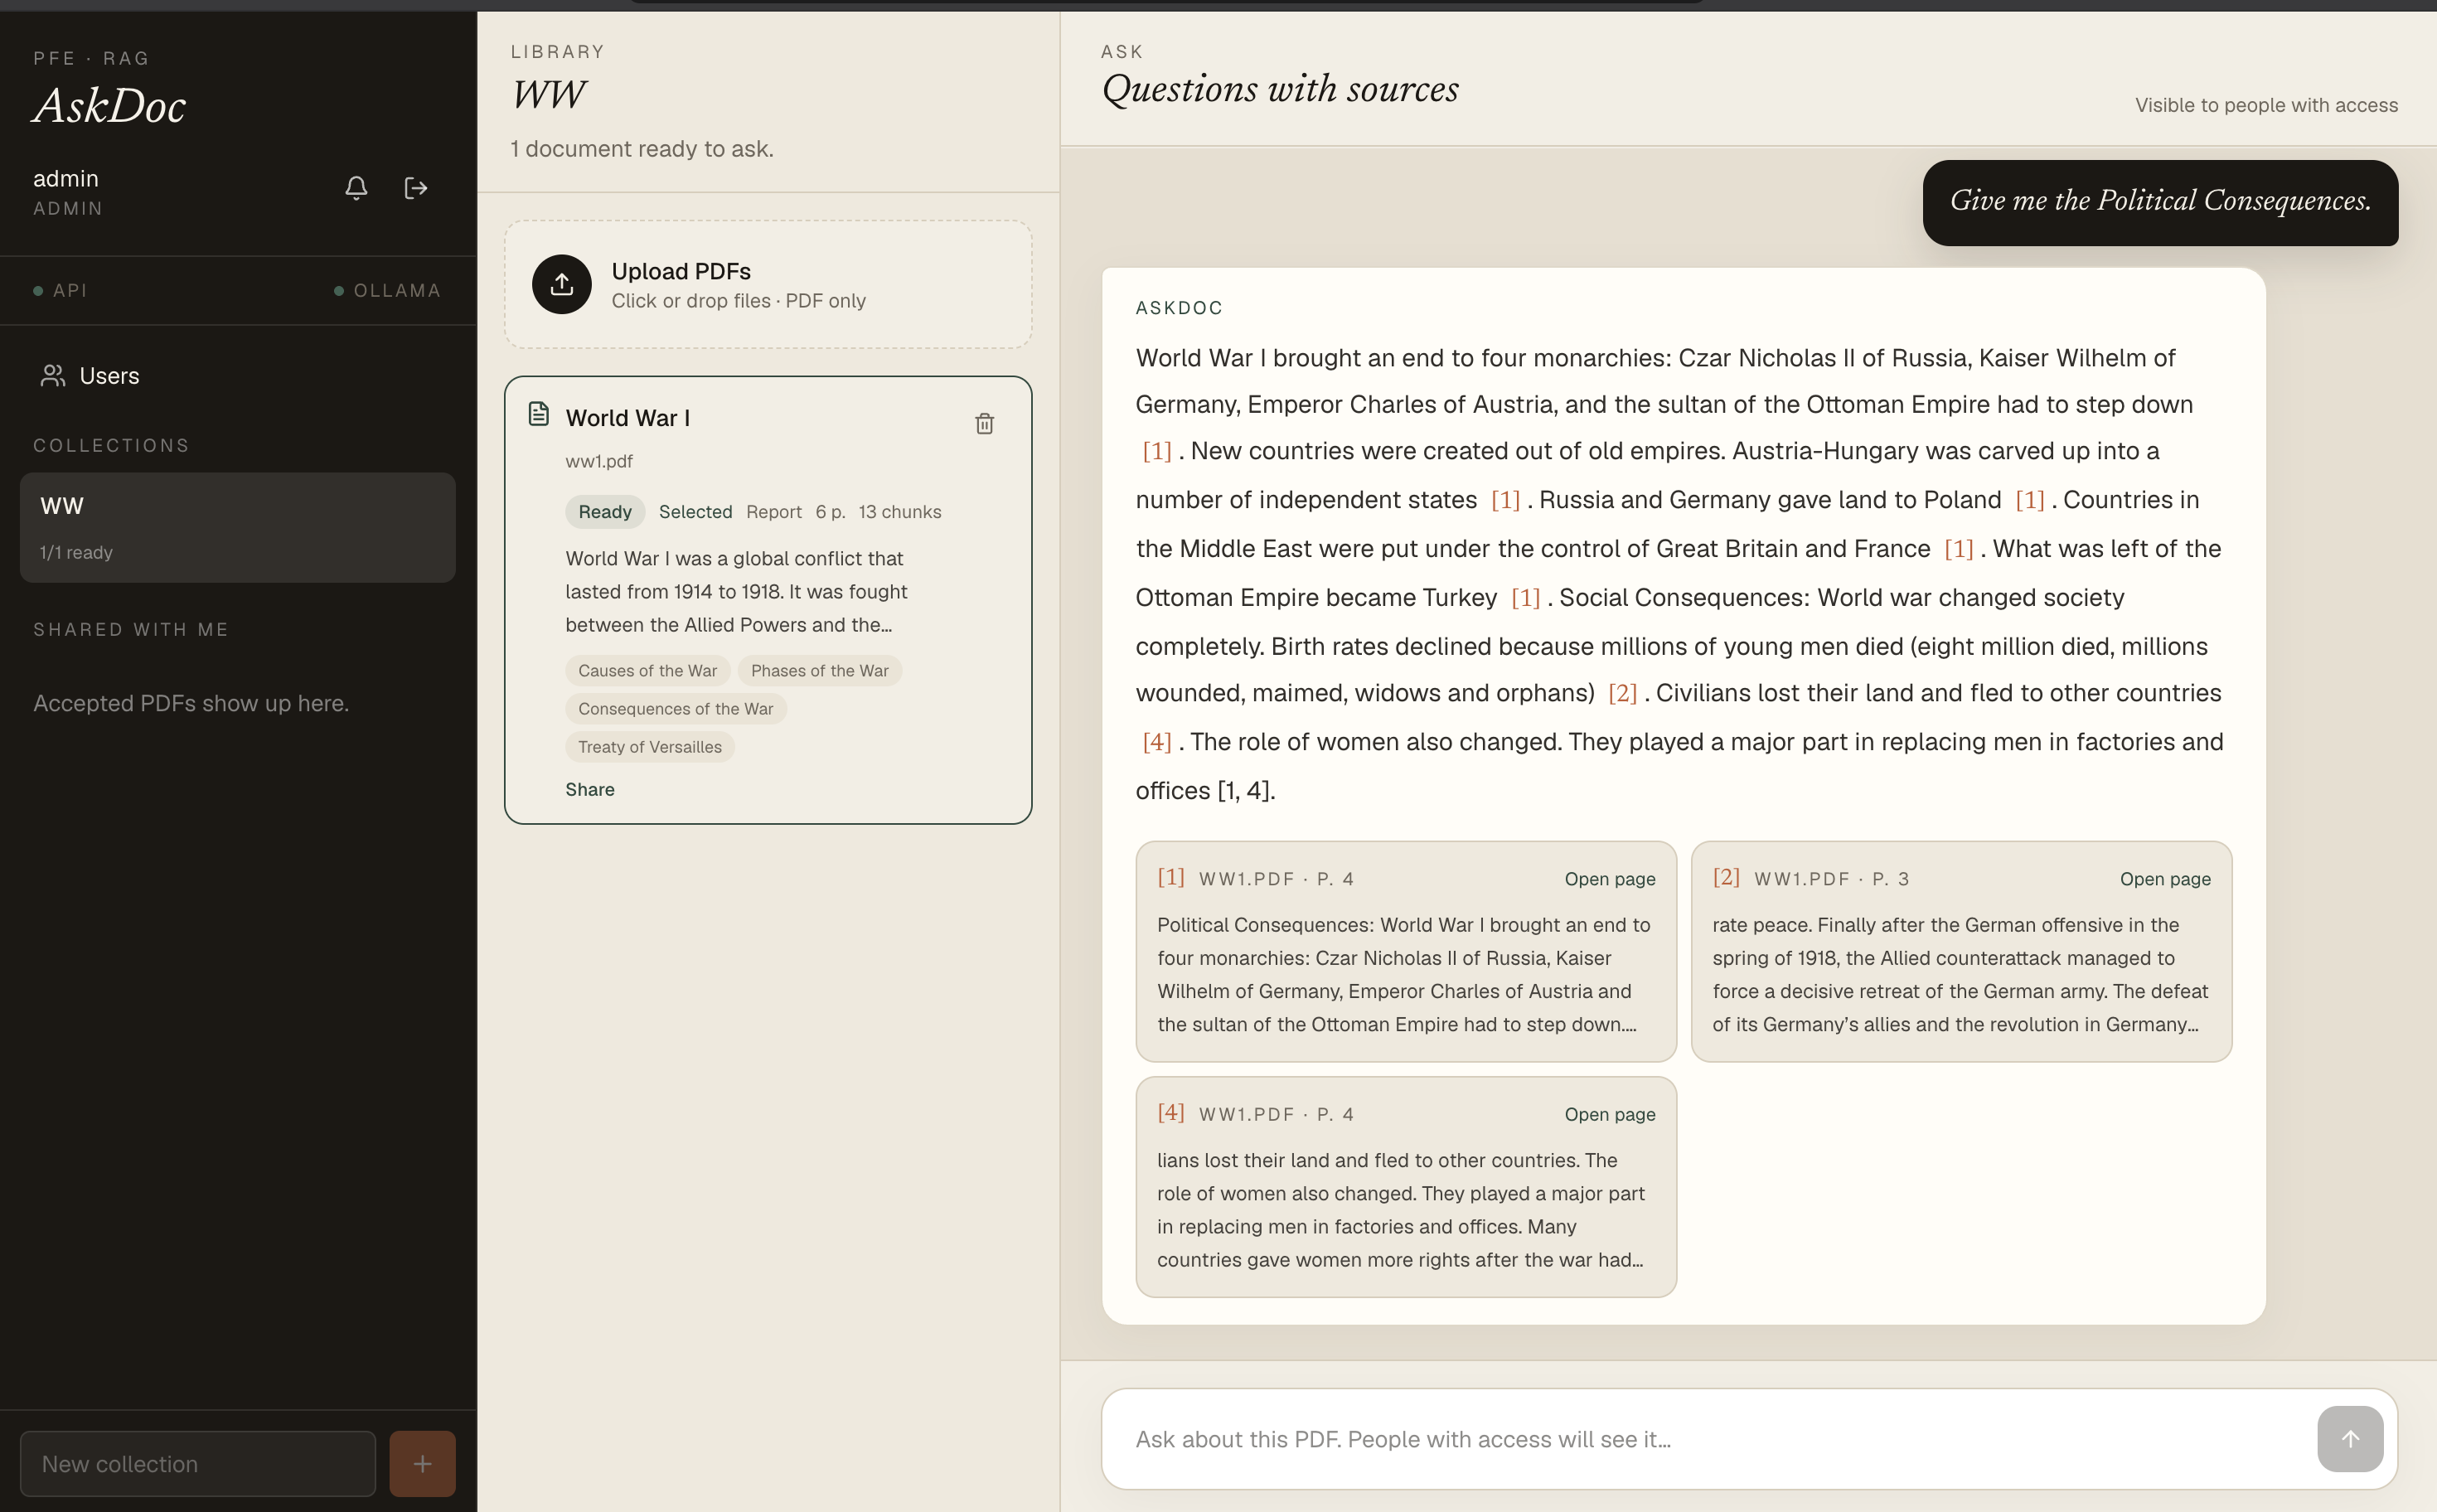 PFE · RAG
AskDoc
admin
ADMIN
API
OLLAMA
Users
COLLECTIONS
WW
1/1 ready
SHARED WITH ME
Accepted PDFs show up here.
New collection
LIBRARY
WW
1 document ready to ask.
Upload PDFs
Click or drop files · PDF only
World War I
ww1.pdf
Ready Selected Report 6 p. 13 chunks
World War I was a global conflict that
lasted from 1914 to 1918. It was fought
between the Allied Powers and the...
Causes of the War Phases of the War
Consequences of the War
Treaty of Versailles
Share
ASK
Questions with sources
Visible to people with access
Give me the Political Consequences.
ASKDOC
World War I brought an end to four monarchies: Czar Nicholas II of Russia, Kaiser Wilhelm of
Germany, Emperor Charles of Austria, and the sultan of the Ottoman Empire had to step down
[1] . New countries were created out of old empires. Austria-Hungary was carved up into a
number of independent states [1] . Russia and Germany gave land to Poland [1] . Countries in
the Middle East were put under the control of Great Britain and France [1] . What was left of the
Ottoman Empire became Turkey [1] . Social Consequences: World war changed society
completely. Birth rates declined because millions of young men died (eight million died, millions
wounded, maimed, widows and orphans) [2] . Civilians lost their land and fled to other countries
[4] . The role of women also changed. They played a major part in replacing men in factories and
offices [1, 4].
[1] WW1.PDF · P. 4 Open page
Political Consequences: World War I brought an end to
four monarchies: Czar Nicholas II of Russia, Kaiser
Wilhelm of Germany, Emperor Charles of Austria and
the sultan of the Ottoman Empire had to step down....
[2] WW1.PDF · P. 3 Open page
rate peace. Finally after the German offensive in the
spring of 1918, the Allied counterattack managed to
force a decisive retreat of the German army. The defeat
of its Germany's allies and the revolution in Germany...
[4] WW1.PDF · P. 4 Open page
lians lost their land and fled to other countries. The
role of women also changed. They played a major part
in replacing men in factories and offices. Many
countries gave women more rights after the war had...
Ask about this PDF. People with access will see it...